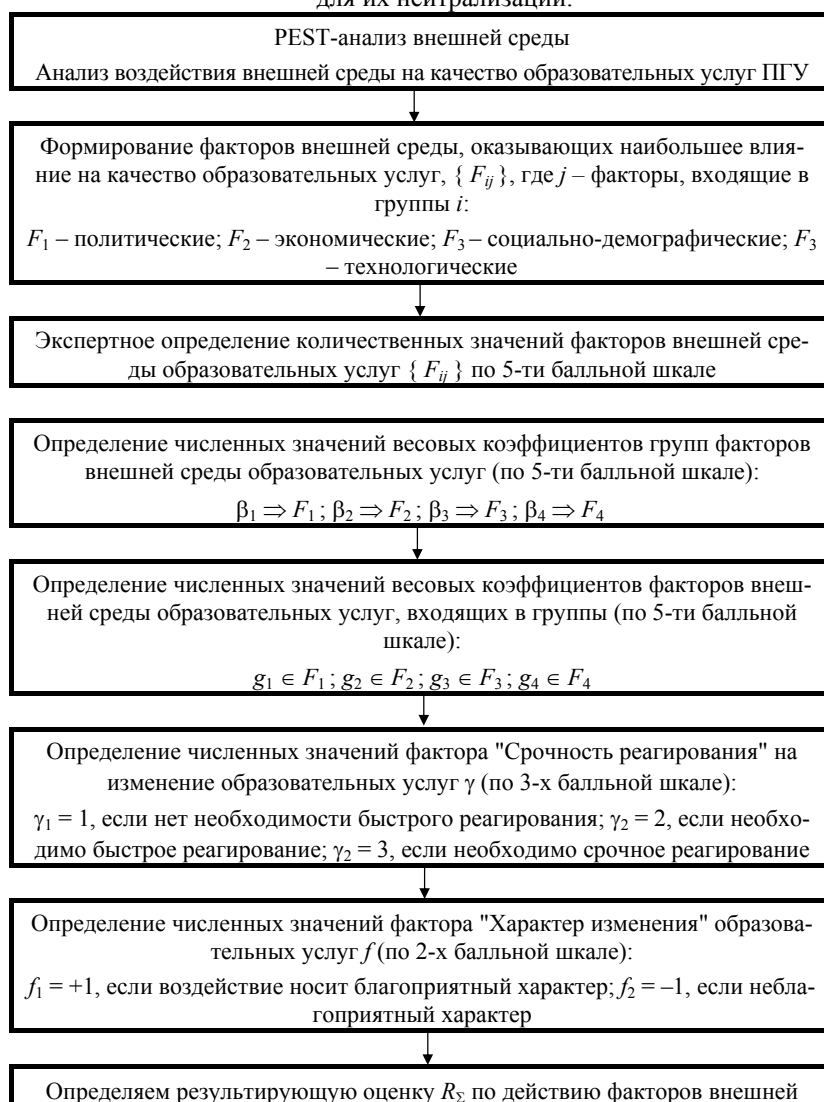 для их нейтрализации.
PEST-анализ внешней среды
Анализ воздействия внешней среды на качество образовательных услуг ПГУ
Формирование факторов внешней среды, оказывающих наибольшее влия-
ние на качество образовательных услуг, { Fij }, где j – факторы, входящие в
группы i:
F1 – политические; F2 – экономические; F3 – социально-демографические; F3
– технологические
Экспертное определение количественных значений факторов внешней сре-
ды образовательных услуг { Fij } по 5-ти балльной шкале
Определение численных значений весовых коэффициентов групп факторов
внешней среды образовательных услуг (по 5-ти балльной шкале):
β1 ⇒ F1 ; β2 ⇒ F2 ; β3 ⇒ F3 ; β4 ⇒ F4
Определение численных значений весовых коэффициентов факторов внеш-
ней среды образовательных услуг, входящих в группы (по 5-ти балльной
шкале):
g1 ∈ F1 ; g2 ∈ F2 ; g3 ∈ F3 ; g4 ∈ F4
Определение численных значений фактора "Срочность реагирования" на
изменение образовательных услуг γ (по 3-х балльной шкале):
γ1 = 1, если нет необходимости быстрого реагирования; γ2 = 2, если необхо-
димо быстрое реагирование; γ2 = 3, если необходимо срочное реагирование
Определение численных значений фактора "Характер изменения" образова-
тельных услуг f (по 2-х балльной шкале):
f1 = +1, если воздействие носит благоприятный характер; f2 = –1, если небла-
гоприятный характер
Определяем результирующую оценку RΣ по действию факторов внешней